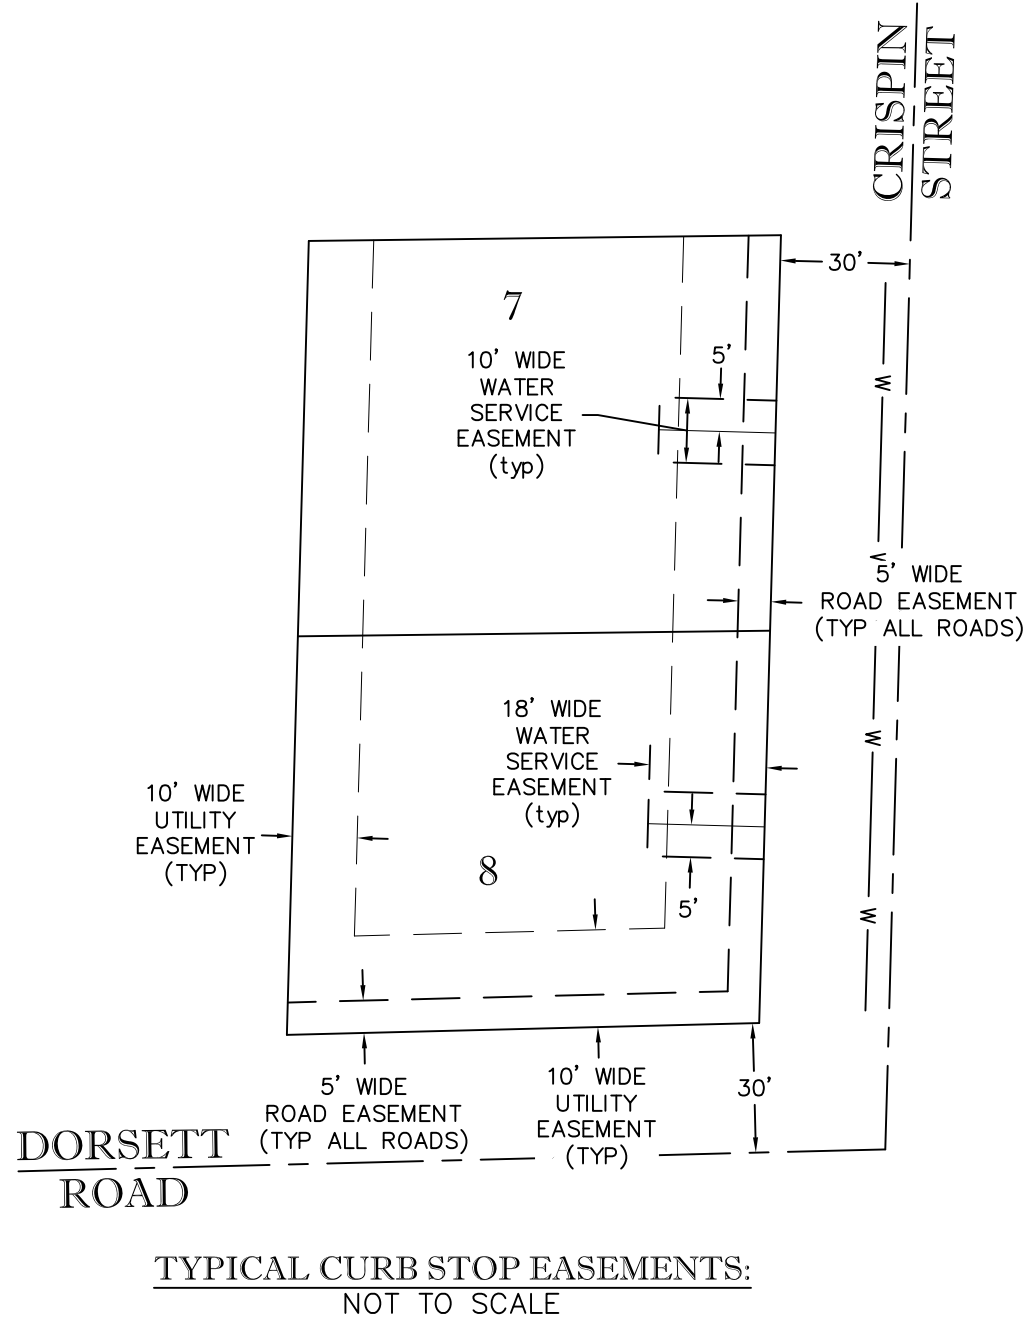 CRISPIN
STREET
30'
7
10' WIDE
WATER
SERVICE
EASEMENT
(typ)
5'
W
W
5' WIDE
ROAD EASEMENT
(TYP ALL ROADS)
18' WIDE
WATER
SERVICE
EASEMENT
(typ)
W
10' WIDE
UTILITY
EASEMENT
(TYP)
8
5'
W
5' WIDE
ROAD EASEMENT
(TYP ALL ROADS)
10' WIDE
UTILITY
EASEMENT
(TYP)
30'
DORSETT
ROAD
TYPICAL CURB STOP EASEMENTS:
NOT TO SCALE